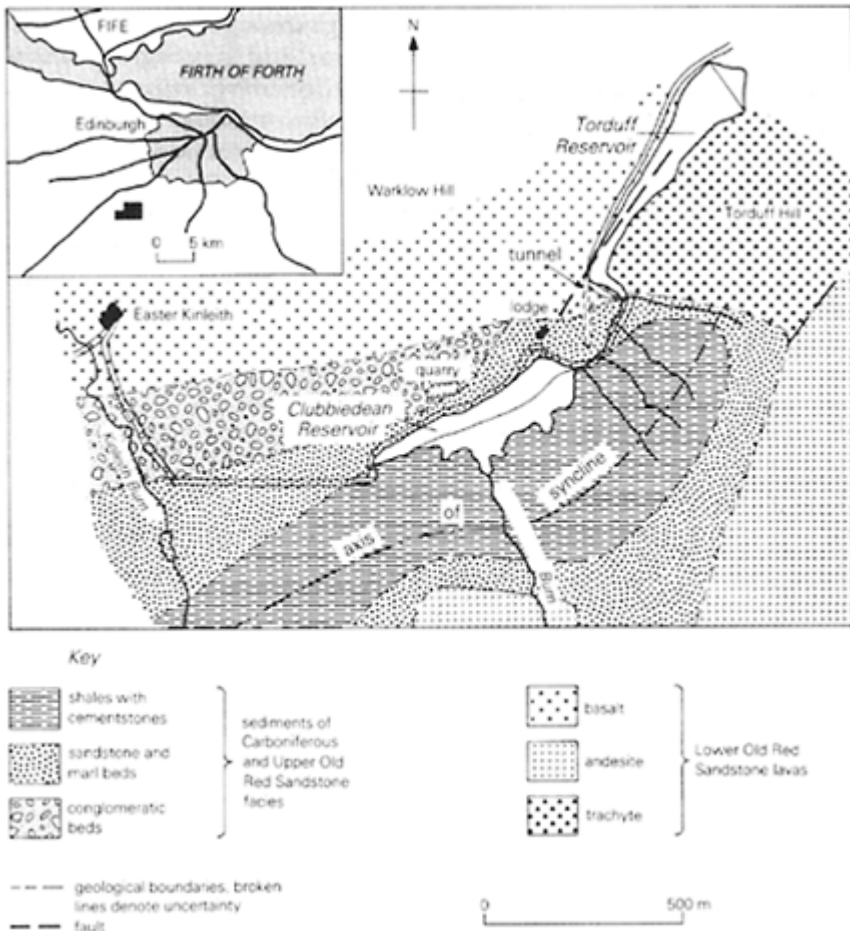 FIFE
FIRTH OF FORTH
Edinburgh
0 5 km
N
Torduff
Reservoir
Warklow Hill
Torduff Hill
tunnel
lodge
Easter Kinleith
quarry
Clubbiedean
Reservoir
Kinleith Burn
axis of syncline
Burn
Key
shales with
cementstones
sandstone and
marl beds
conglomeratic
beds
sediments of
Carboniferous
and Upper Old
Red Sandstone
facies
basalt
andesite
trachyte
Lower Old Red
Sandstone lavas
geological boundaries, broken
lines denote uncertainty
fault
0 500 m